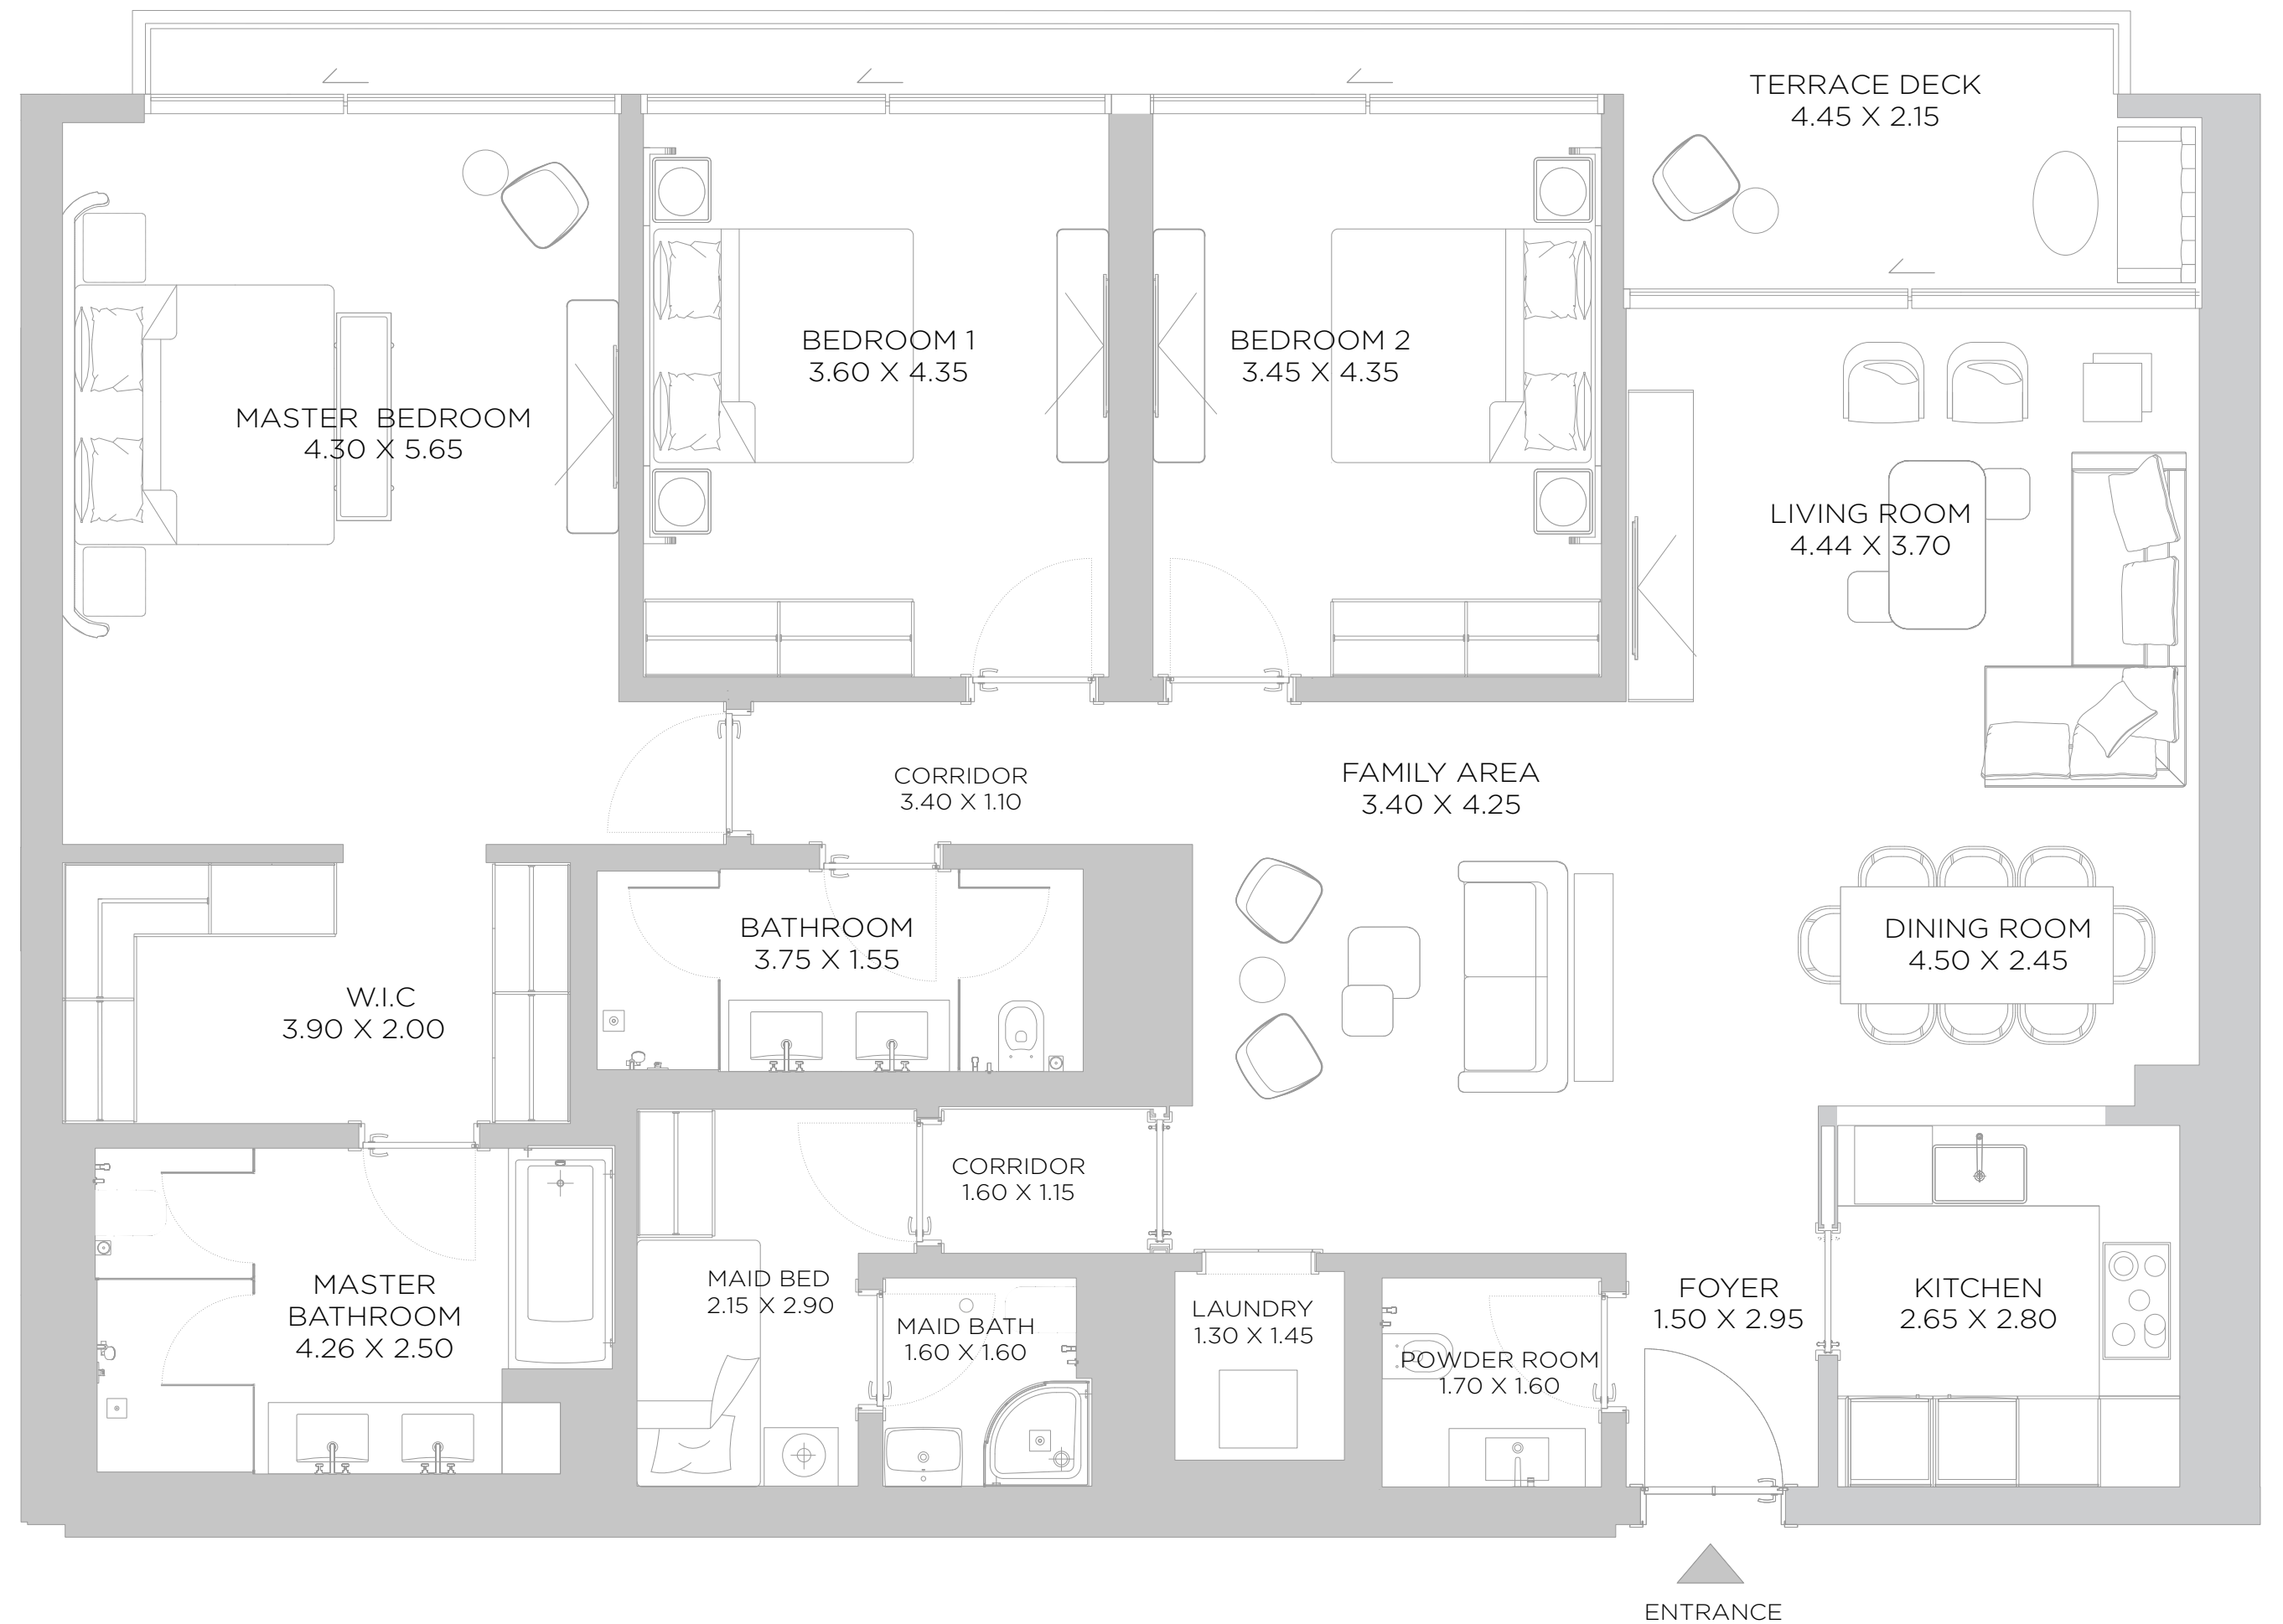 TERRACE DECK
4.45 X 2.15
BEDROOM 1
3.60 X 4.35
BEDROOM 2
3.45 X 4.35
MASTER BEDROOM
4.30 X 5.65
LIVING ROOM
4.44 X 3.70
CORRIDOR
3.40 X 1.10
FAMILY AREA
3.40 X 4.25
BATHROOM
3.75 X 1.55
DINING ROOM
4.50 X 2.45
W.I.C
3.90 X 2.00
CORRIDOR
1.60 X 1.15
MASTER
BATHROOM
4.26 X 2.50
MAID BED
2.15 X 2.90
MAID BATH
1.60 X 1.60
LAUNDRY
1.30 X 1.45
POWDER ROOM
1.70 X 1.60
FOYER
1.50 X 2.95
KITCHEN
2.65 X 2.80
ENTRANCE